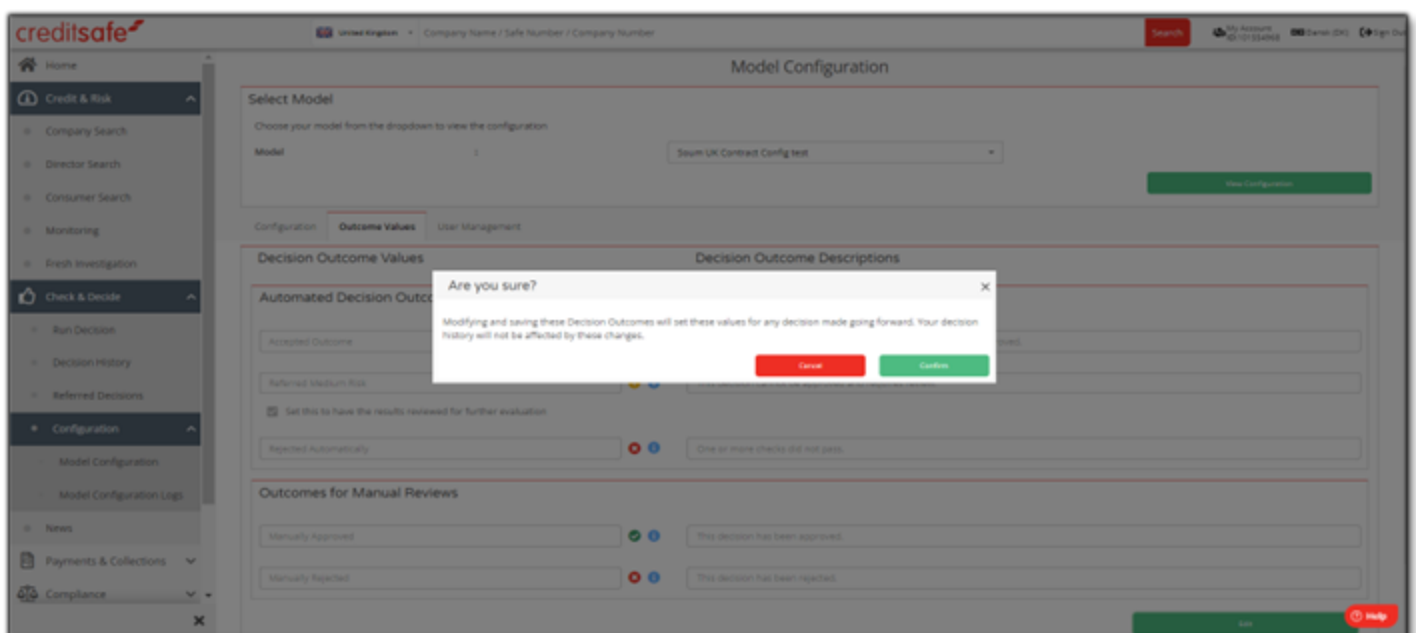 creditsafe
United Kingdom
Company Name / Safe Number / Company Number
Search
My Account
Sign Out
Home
Model Configuration
Credit & Risk
Select Model
Company Search
Choose your model from the dropdown to view the configuration
Model
:
Soum UK Contract Config test
Director Search
View Configuration
Consumer Search
Monitoring
Configuration
Outcome Values
User Management
Fresh Investigation
Decision Outcome Values
Decision Outcome Descriptions
Check & Decide
Automated Decision Outco
Are you sure?
Modifying and saving these Decision Outcomes will set these values for any decision made going forward. Your decision
history will not be affected by these changes.
Cancel
Confirm
Run Decision
Accepted Outcome
Decision History
Referred Medium Risk
Referred Decisions
Set this to have the results reviewed for further evaluation
Configuration
Rejected Automatically
One or more checks did not pass.
Model Configuration
Model Configuration Logs
Outcomes for Manual Reviews
News
Manually Approved
This decision has been approved.
Payments & Collections
Manually Rejected
This decision has been rejected.
Compliance
Help